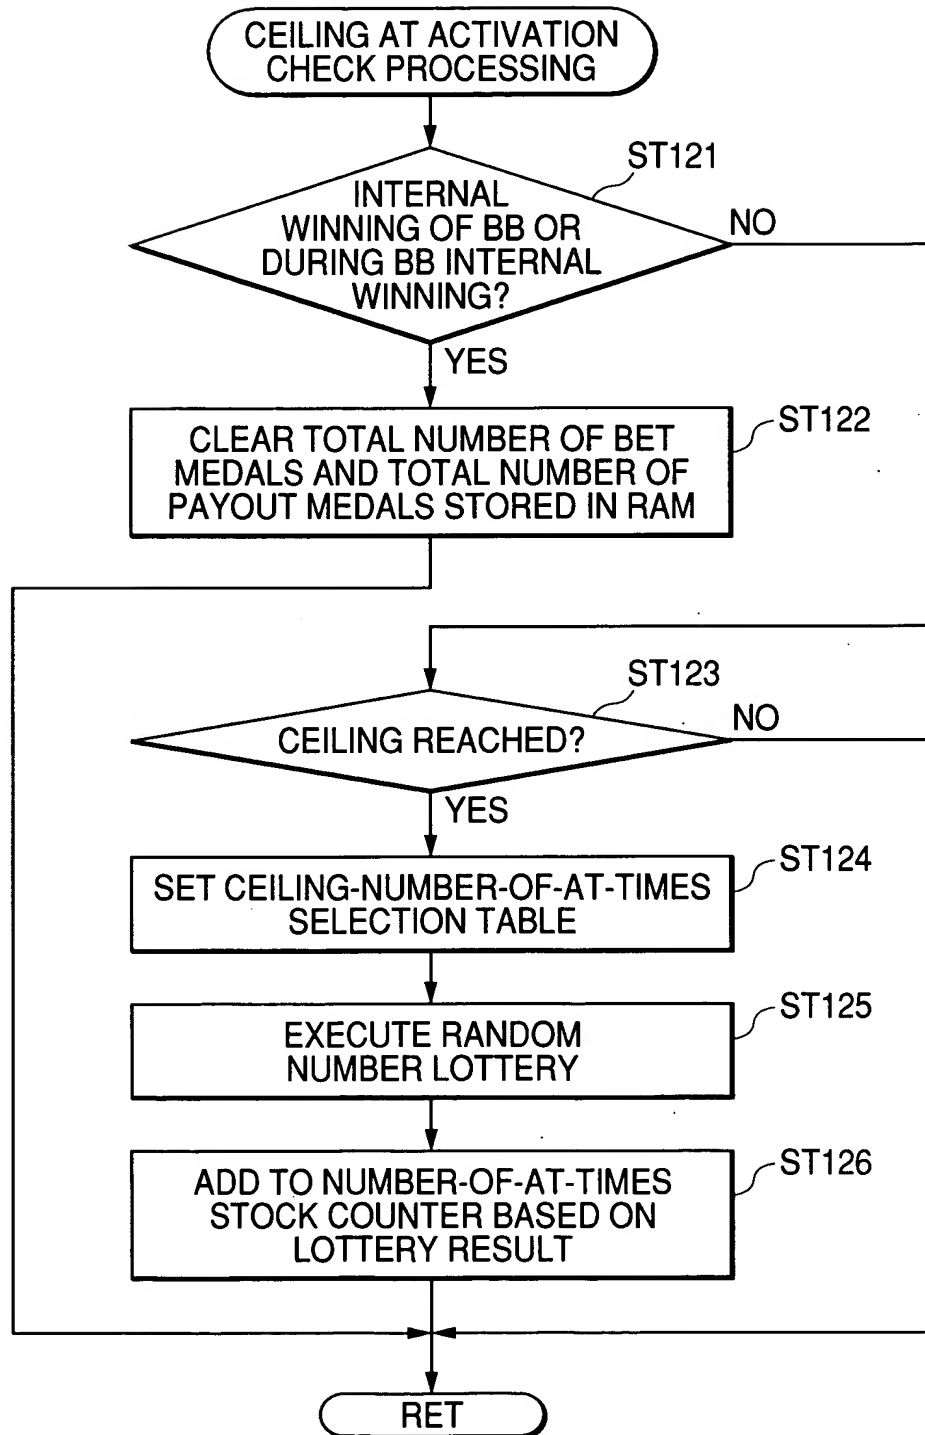 CEILING AT ACTIVATION
CHECK PROCESSING
ST121
INTERNAL
WINNING OF BB OR
DURING BB INTERNAL
WINNING?
NO
YES
ST122
CLEAR TOTAL NUMBER OF BET
MEDALS AND TOTAL NUMBER OF
PAYOUT MEDALS STORED IN RAM
ST123
CEILING REACHED?
NO
YES
ST124
SET CEILING-NUMBER-OF-AT-TIMES
SELECTION TABLE
ST125
EXECUTE RANDOM
NUMBER LOTTERY
ST126
ADD TO NUMBER-OF-AT-TIMES
STOCK COUNTER BASED ON
LOTTERY RESULT
RET